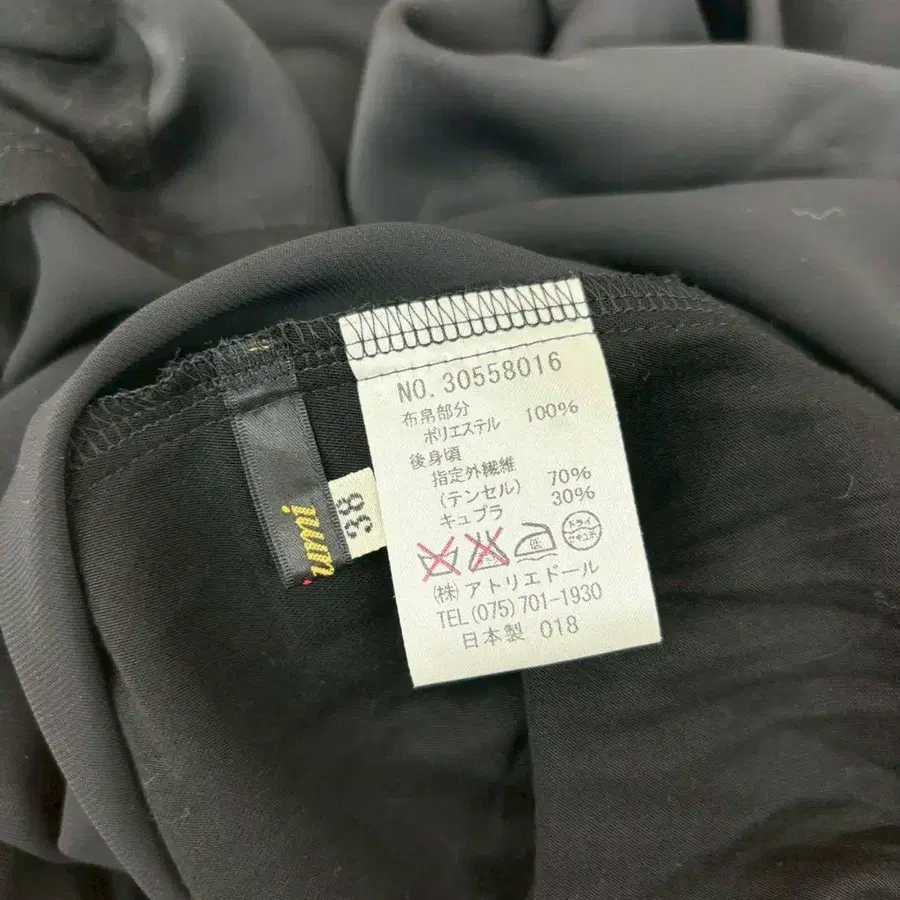 NO. 30558016
布帛部分
ポリエステル 100%
後身頃
指定外繊維
(テンセル) 70%
キュプラ 30%
低
ドライ
セキユ系
(株) アトリエドール
TEL (075) 701-1930
日本製 018
38
umi